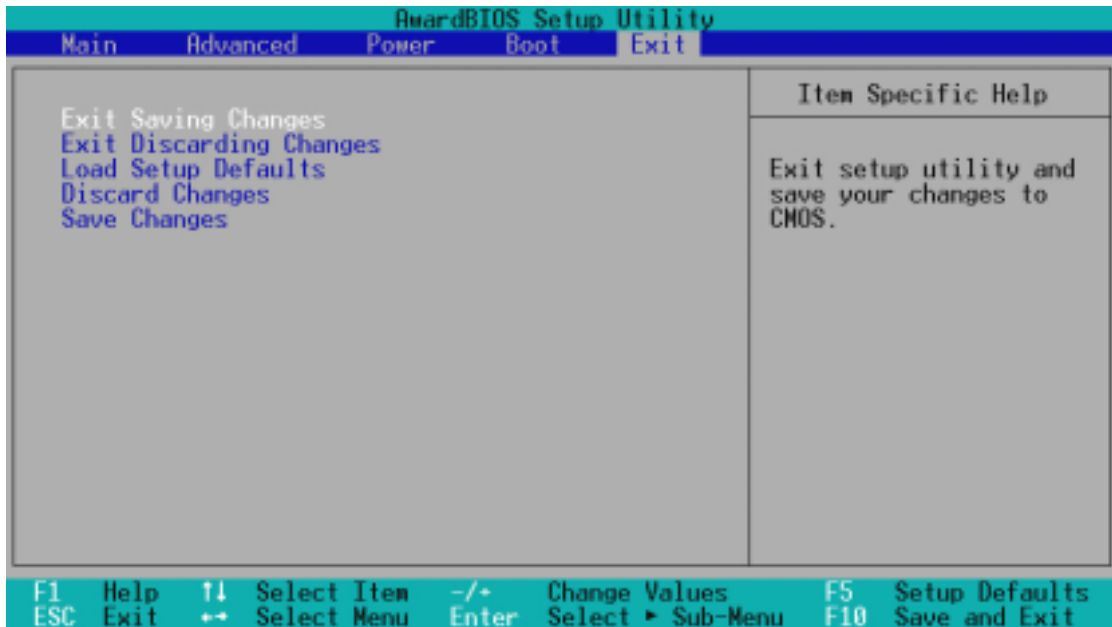 AwardBIOS Setup Utility
Main Advanced Power Boot Exit
Exit Saving Changes
Exit Discarding Changes
Load Setup Defaults
Discard Changes
Save Changes
Item Specific Help
Exit setup utility and
save your changes to
CMOS.
F1 Help ↑↓ Select Item -/+ Change Values F5 Setup Defaults
ESC Exit ←→ Select Menu Enter Select ► Sub-Menu F10 Save and Exit